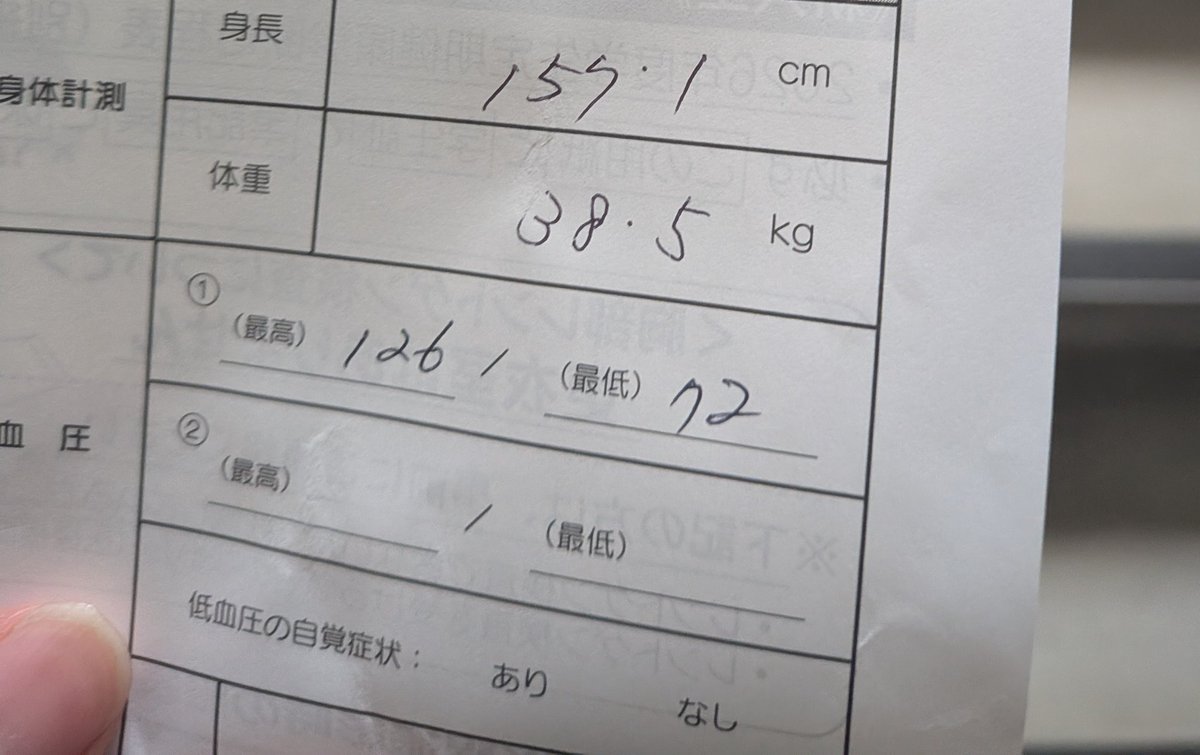 身長 157.1 cm
身体計測
体重 38.5 kg
① (最高) 126 / (最低) 72
血 圧
② (最高) / (最低)
低血圧の自覚症状: あり なし